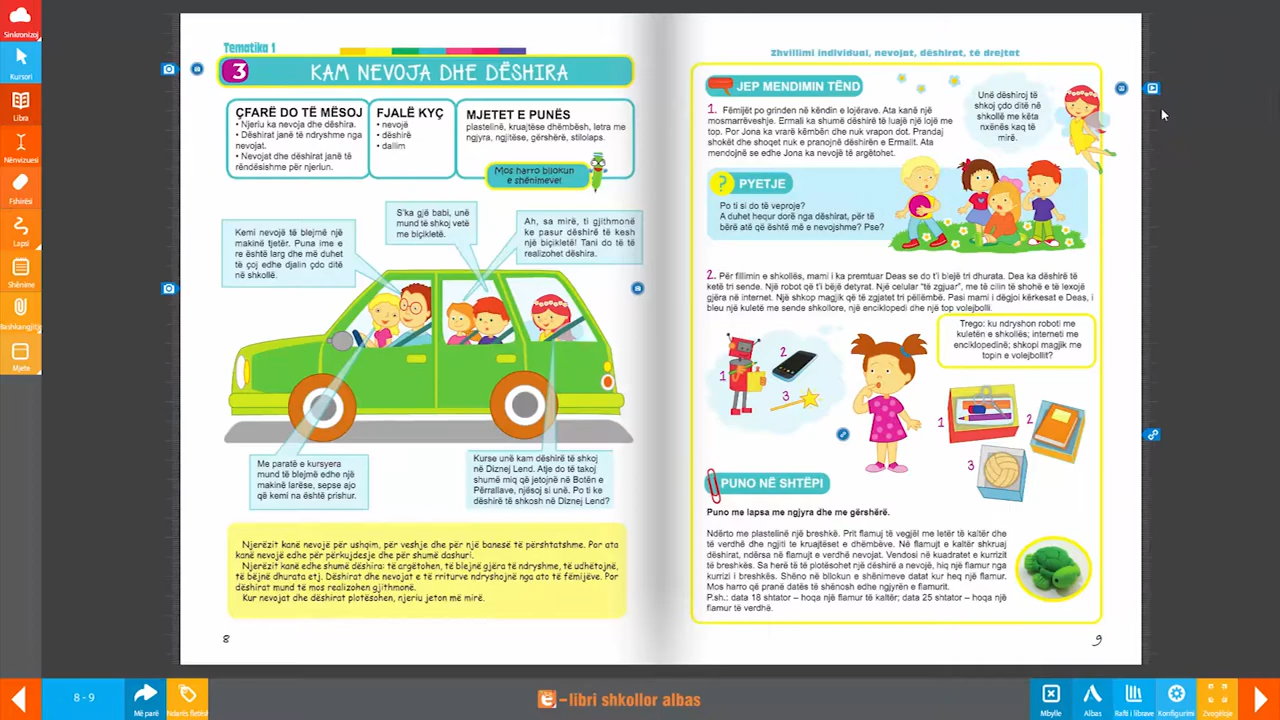 Sinkronizoj
Kursori
Libra
Nënvizuesi
Fshirësi
Lapsi
Shënime
Bashkangjitje
Mjete
Tematika 1
3
KAM NEVOJA DHE DËSHIRA
ÇFARË DO TË MËSOJ
• Njeriu ka nevoja dhe dëshira.
• Dëshirat janë të ndryshme nga
nevojat.
• Nevojat dhe dëshirat janë të
rëndësishme për njeriun.
FJALË KYÇ
• nevojë
• dëshirë
• dallim
MJETET E PUNËS
plastelinë, kruajtëse dhëmbësh, letra me
ngjyra, ngjitëse, gërshërë, stilolaps.
Mos harro bllokun
e shënimeve!
Kemi nevojë të blejmë një
makinë tjetër. Puna ime e
re është larg dhe më duhet
të çoj edhe djalin çdo ditë
në shkollë.
S'ka gjë babi, unë
mund të shkoj vetë
me biçikletë.
Ah, sa mirë, ti gjithmonë
ke pasur dëshirë të kesh
një biçikletë! Tani do të të
realizohet dëshira.
Me paratë e kursyera
mund të blejmë edhe një
makinë larëse, sepse ajo
që kemi na është prishur.
Kurse unë kam dëshirë të shkoj
në Diznej Lend. Atje do të takoj
shumë miq që jetojnë në Botën e
Përrallave, njësoj si unë. Po ti ke
dëshirë të shkosh në Diznej Lend?
Njerëzit kanë nevojë për ushqim, për veshje dhe për një banesë të përshtatshme. Por ata
kanë nevojë edhe për përkujdesje dhe për shumë dashuri.
Njerëzit kanë edhe shumë dëshira: të argëtohen, të blejnë gjëra të ndryshme, të udhëtojnë,
të bëjnë dhurata etj. Dëshirat dhe nevojat e të rriturve ndryshojnë nga ato të fëmijëve. Por
dëshirat mund të mos realizohen gjithmonë.
Kur nevojat dhe dëshirat plotësohen, njeriu jeton më mirë.
8
Zhvillimi individual, nevojat, dëshirat, të drejtat
JEP MENDIMIN TËND
1. Fëmijët po grinden në këndin e lojërave. Ata kanë një
mosmarrëveshje. Ermali ka shumë dëshirë të luajë një lojë me
top. Por Jona ka vrarë këmbën dhe nuk vrapon dot. Prandaj
shokët dhe shoqet nuk e pranojnë dëshirën e Ermalit. Ata
mendojnë se edhe Jona ka nevojë të argëtohet.
Unë dëshiroj të
shkoj çdo ditë në
shkollë me këta
nxënës kaq të
mirë.
? PYETJE
Po ti si do të veproje?
A duhet hequr dorë nga dëshirat, për të
bërë atë që është më e nevojshme? Pse?
2. Për fillimin e shkollës, mami i ka premtuar Deas se do t'i blejë tri dhurata. Dea ka dëshirë të
ketë tri sende. Një robot që t'i bëjë detyrat. Një celular "të zgjuar", me të cilin të shohë e të lexojë
gjëra në internet. Një shkop magjik që të zgjatet tri pëllëmbë. Pasi mami i dëgjoi kërkesat e Deas, i
bleu një kuletë me sende shkollore, një enciklopedi dhe një top volejbolli.
Trego: ku ndryshon roboti me
kuletën e shkollës; interneti me
enciklopedinë; shkopi magjik me
topin e volejbollit?
1
2
3
1
2
3
PUNO NË SHTËPI
Puno me lapsa me ngjyra dhe me gërshërë.
Ndërto me plastelinë një breshkë. Prit flamuj të vegjël me letër të kaltër dhe
të verdhë dhe ngjiti te kruajtëset e dhëmbëve. Në flamujt e kaltër shkruaj
dëshirat, ndërsa në flamujt e verdhë nevojat. Vendosi në kuadratet e kurrizit
të breshkës. Sa herë të të plotësohet një dëshirë a nevojë, hiq një flamur nga
kurrizi i breshkës. Shëno në bllokun e shënimeve datat kur heq një flamur.
Mos harro që pranë datës të shënosh edhe ngjyrën e flamurit.
P.sh.: data 18 shtator – hoqa një flamur të kaltër; data 25 shtator – hoqa një
flamur të verdhë.
9
8 - 9
Më parë
Ndarës fletësh
e-libri shkollor albas
Mbylle
Albas
Rafti i librave
Konfigurimi
Zvogëloje